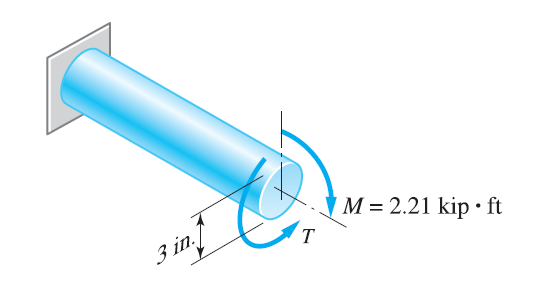 M = 2.21 kip · ft
T
3 in.